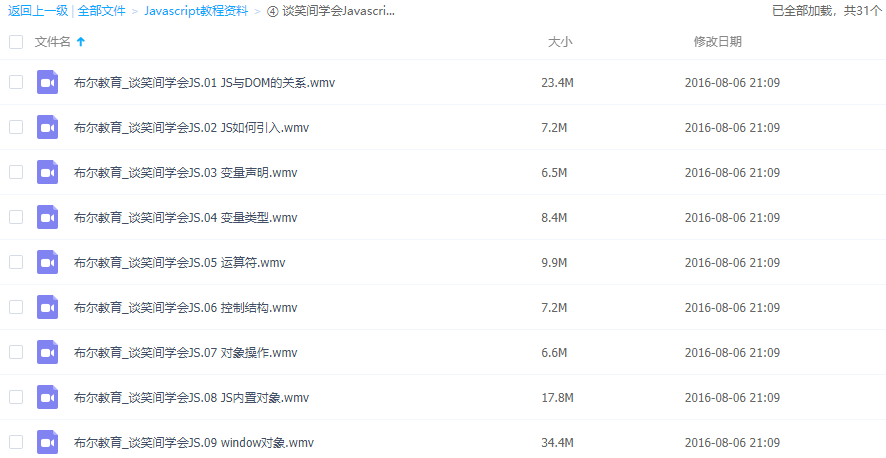 返回上一级 | 全部文件 > Javascript教程资料 > ④ 谈笑间学会Javascri... 已全部加载，共31个
文件名 大小 修改日期
布尔教育_谈笑间学会JS.01 JS与DOM的关系.wmv 23.4M 2016-08-06 21:09
布尔教育_谈笑间学会JS.02 JS如何引入.wmv 7.2M 2016-08-06 21:09
布尔教育_谈笑间学会JS.03 变量声明.wmv 6.5M 2016-08-06 21:09
布尔教育_谈笑间学会JS.04 变量类型.wmv 8.4M 2016-08-06 21:09
布尔教育_谈笑间学会JS.05 运算符.wmv 9.9M 2016-08-06 21:09
布尔教育_谈笑间学会JS.06 控制结构.wmv 7.2M 2016-08-06 21:09
布尔教育_谈笑间学会JS.07 对象操作.wmv 6.6M 2016-08-06 21:09
布尔教育_谈笑间学会JS.08 JS内置对象.wmv 17.8M 2016-08-06 21:09
布尔教育_谈笑间学会JS.09 window对象.wmv 34.4M 2016-08-06 21:09